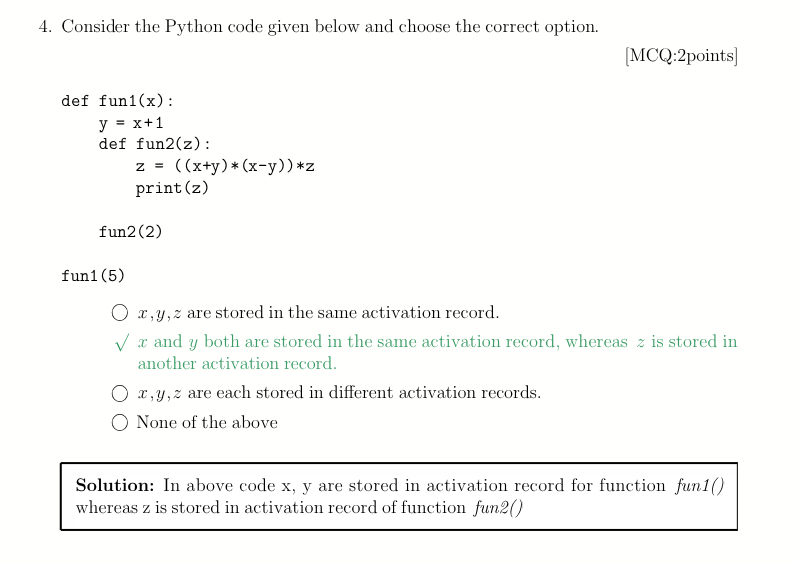 4. Consider the Python code given below and choose the correct option.
[MCQ:2points]
def fun1(x):
    y = x+1
    def fun2(z):
        z = ((x+y)*(x-y))*z
        print(z)
    fun2(2)
fun1(5)
○ x,y,z are stored in the same activation record.
√ x and y both are stored in the same activation record, whereas z is stored in
another activation record.
○ x,y,z are each stored in different activation records.
○ None of the above
Solution: In above code x, y are stored in activation record for function fun1()
whereas z is stored in activation record of function fun2()